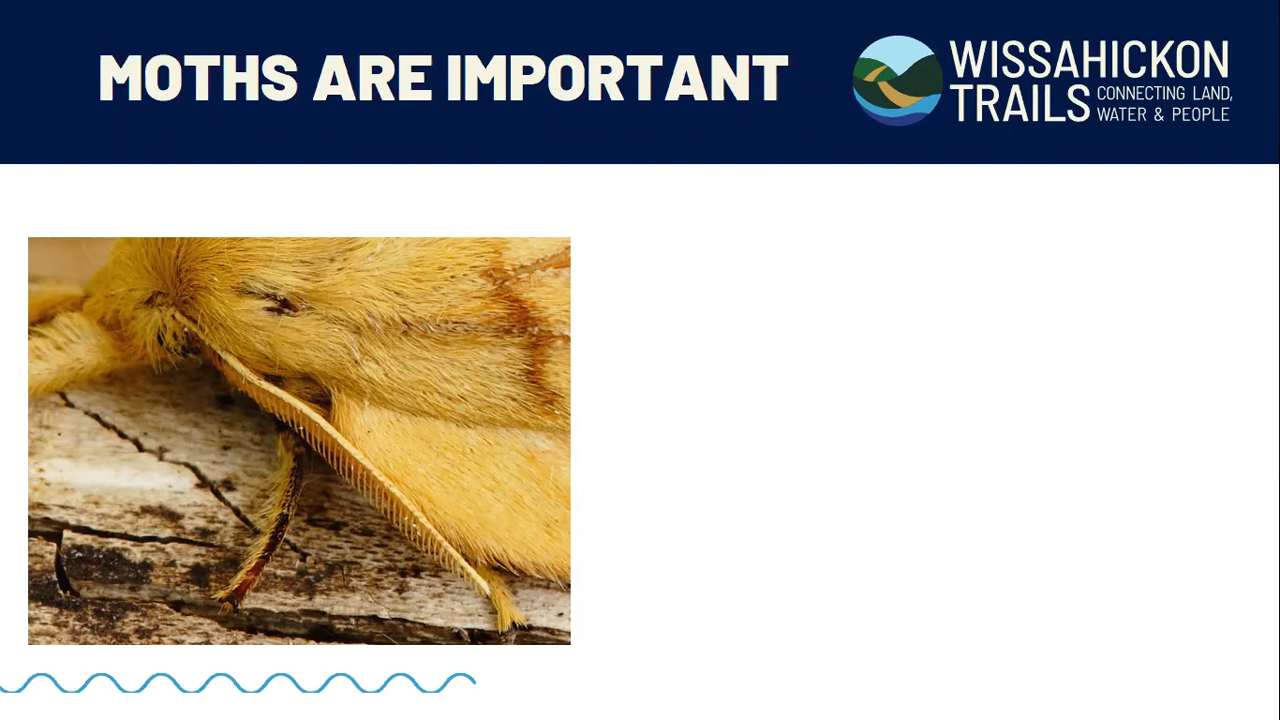 MOTHS ARE IMPORTANT
WISSAHICKON
TRAILS CONNECTING LAND,
WATER & PEOPLE